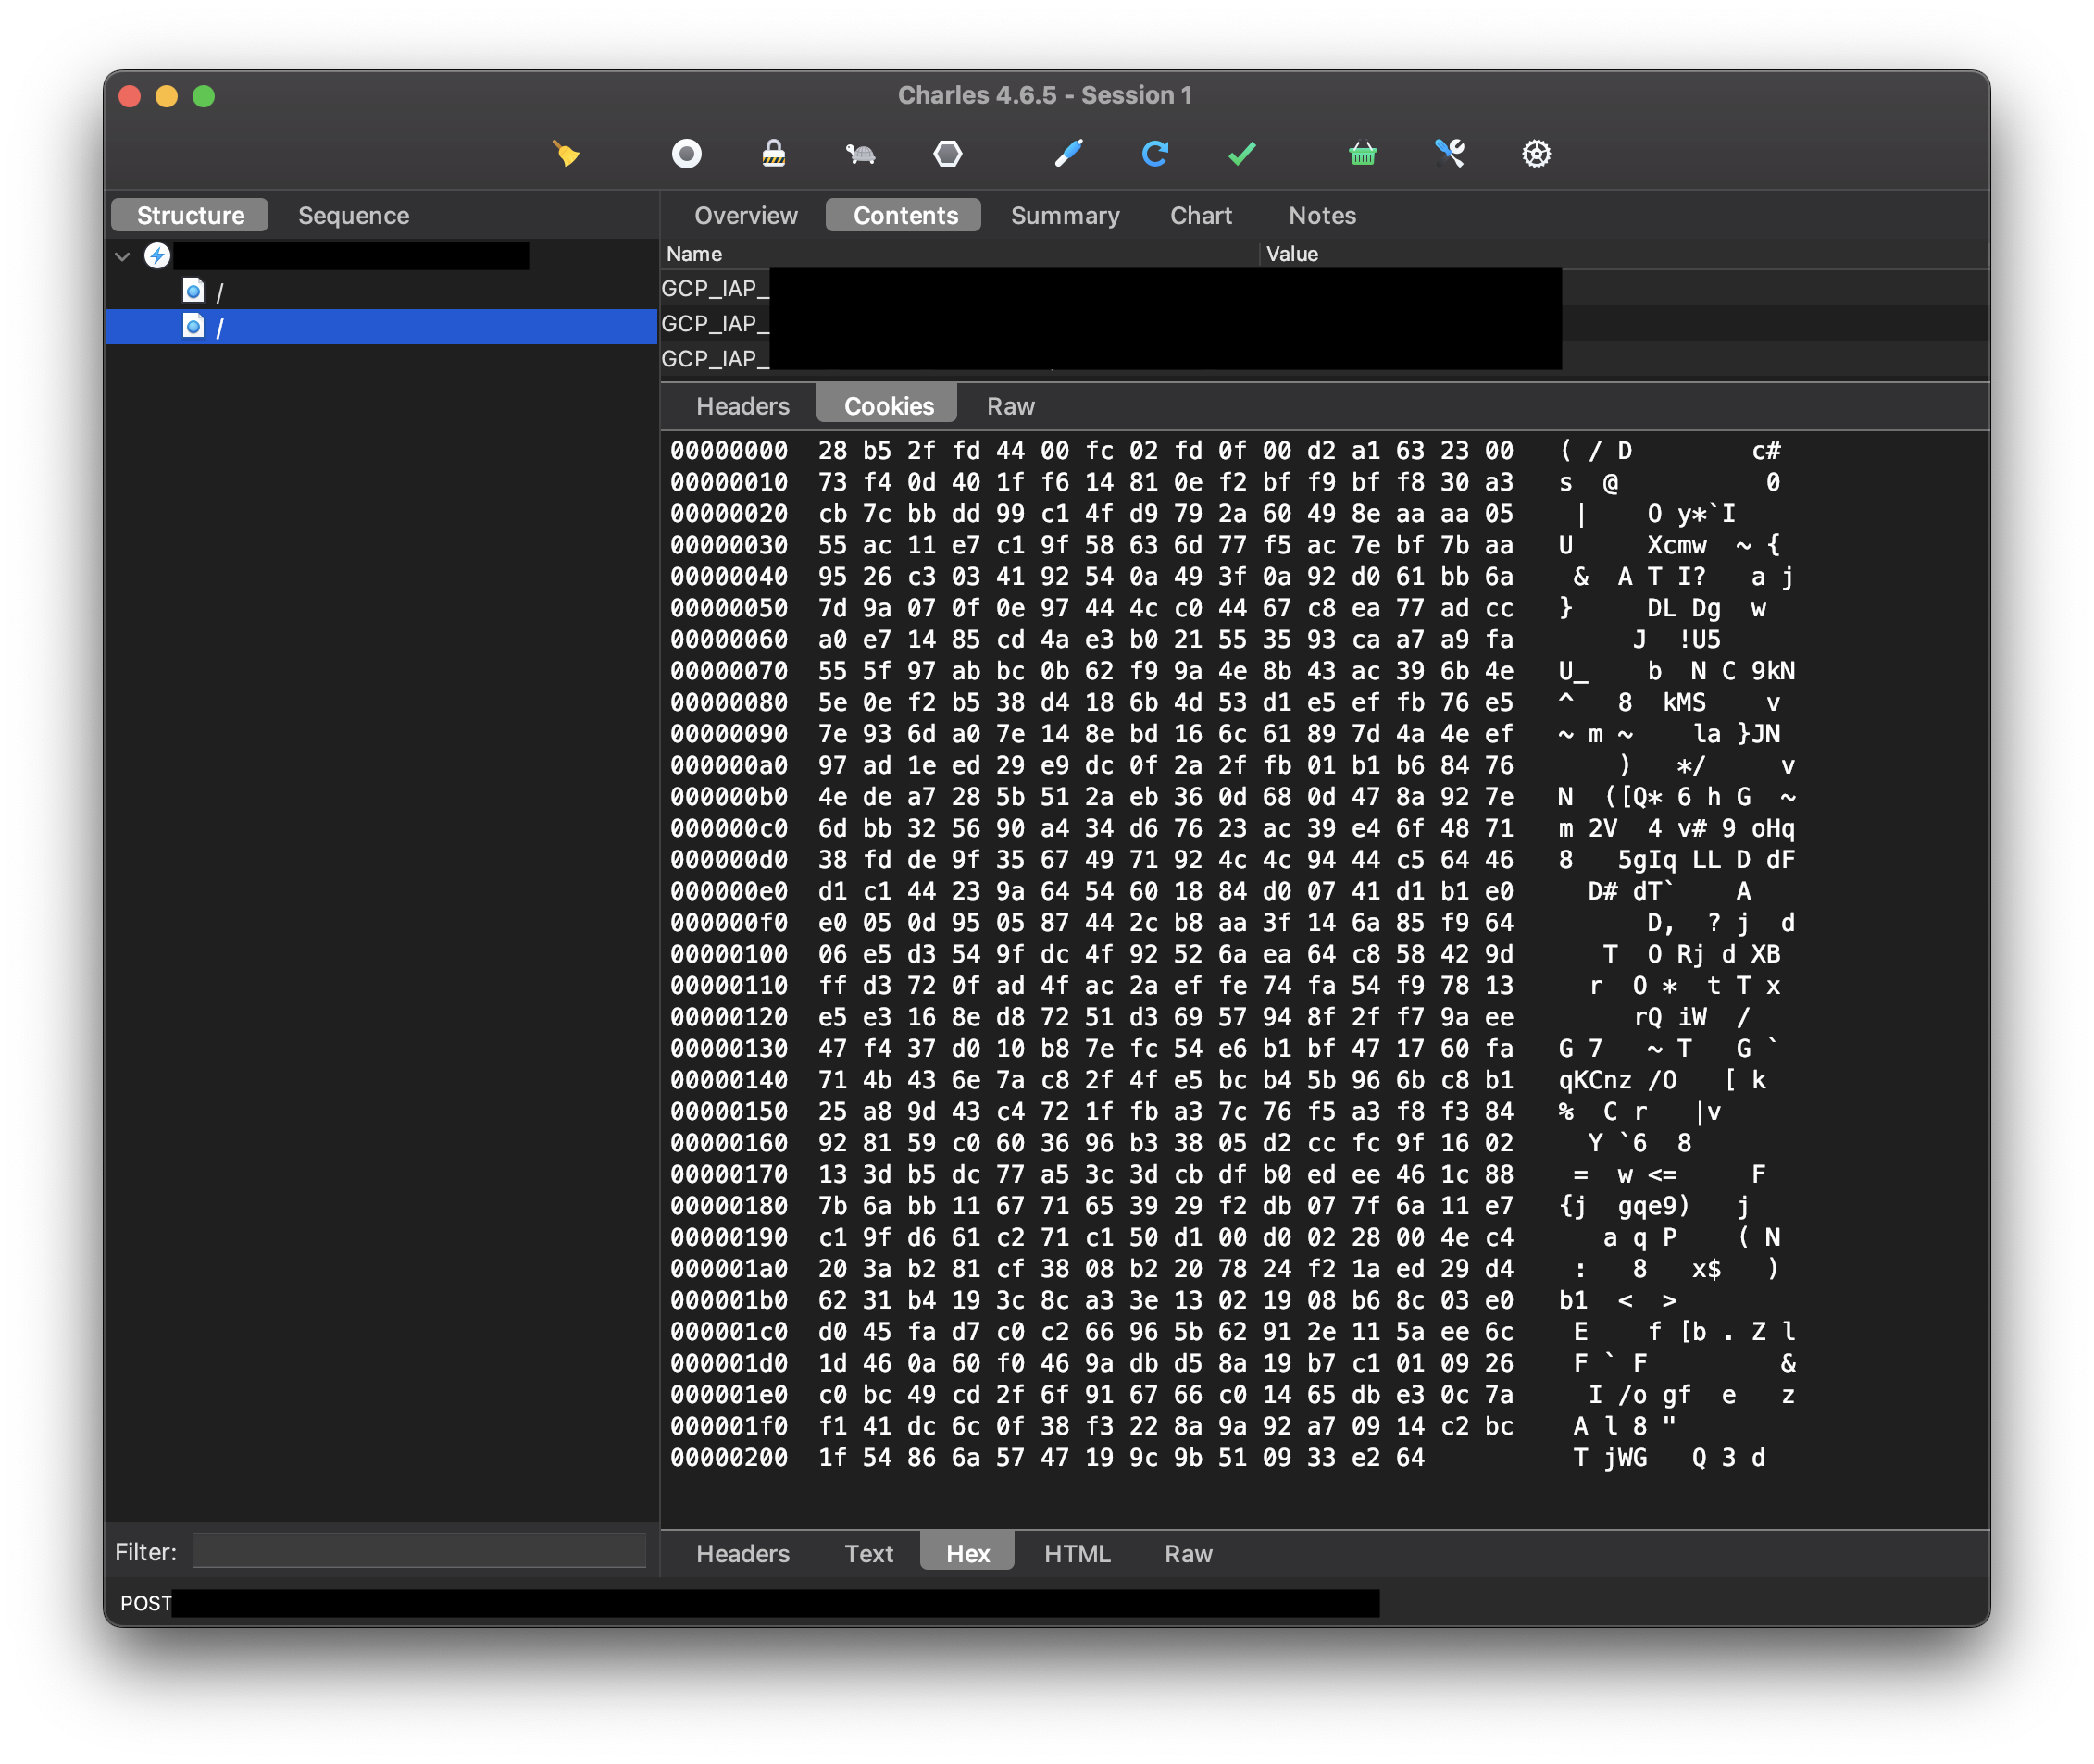 Charles 4.6.5 - Session 1
Structure Sequence
Overview Contents Summary Chart Notes
Name Value
GCP_IAP_
/
GCP_IAP_
/
GCP_IAP_
Headers Cookies Raw
00000000 28 b5 2f fd 44 00 fc 02 fd 0f 00 d2 a1 63 23 00 ( / D c#
00000010 73 f4 0d 40 1f f6 14 81 0e f2 bf f9 bf f8 30 a3 s @ 0
00000020 cb 7c bb dd 99 c1 4f d9 79 2a 60 49 8e aa aa 05 | O y*`I
00000030 55 ac 11 e7 c1 9f 58 63 6d 77 f5 ac 7e bf 7b aa U Xcmw ~ {
00000040 95 26 c3 03 41 92 54 0a 49 3f 0a 92 d0 61 bb 6a & A T I? a j
00000050 7d 9a 07 0f 0e 97 44 4c c0 44 67 c8 ea 77 ad cc } DL Dg w
00000060 a0 e7 14 85 cd 4a e3 b0 21 55 35 93 ca a7 a9 fa J !U5
00000070 55 5f 97 ab bc 0b 62 f9 9a 4e 8b 43 ac 39 6b 4e U_ b N C 9kN
00000080 5e 0e f2 b5 38 d4 18 6b 4d 53 d1 e5 ef fb 76 e5 ^ 8 kMS v
00000090 7e 93 6d a0 7e 14 8e bd 16 6c 61 89 7d 4a 4e ef ~ m ~ la }JN
000000a0 97 ad 1e ed 29 e9 dc 0f 2a 2f fb 01 b1 b6 84 76 ) */ v
000000b0 4e de a7 28 5b 51 2a eb 36 0d 68 0d 47 8a 92 7e N ([Q* 6 h G ~
000000c0 6d bb 32 56 90 a4 34 d6 76 23 ac 39 e4 6f 48 71 m 2V 4 v# 9 oHq
000000d0 38 fd de 9f 35 67 49 71 92 4c 4c 94 44 c5 64 46 8 5gIq LL D dF
000000e0 d1 c1 44 23 9a 64 54 60 18 84 d0 07 41 d1 b1 e0 D# dT` A
000000f0 e0 05 0d 95 05 87 44 2c b8 aa 3f 14 6a 85 f9 64 D, ? j d
00000100 06 e5 d3 54 9f dc 4f 92 52 6a ea 64 c8 58 42 9d T O Rj d XB
00000110 ff d3 72 0f ad 4f ac 2a ef fe 74 fa 54 f9 78 13 r O * t T x
00000120 e5 e3 16 8e d8 72 51 d3 69 57 94 8f 2f f7 9a ee rQ iW /
00000130 47 f4 37 d0 10 b8 7e fc 54 e6 b1 bf 47 17 60 fa G 7 ~ T G `
00000140 71 4b 43 6e 7a c8 2f 4f e5 bc b4 5b 96 6b c8 b1 qKCnz /O [ k
00000150 25 a8 9d 43 c4 72 1f fb a3 7c 76 f5 a3 f8 f3 84 % C r |v
00000160 92 81 59 c0 60 36 96 b3 38 05 d2 cc fc 9f 16 02 Y `6 8
00000170 13 3d b5 dc 77 a5 3c 3d cb df b0 ed ee 46 1c 88 = w <= F
00000180 7b 6a bb 11 67 71 65 39 29 f2 db 07 7f 6a 11 e7 {j gqe9) j
00000190 c1 9f d6 61 c2 71 c1 50 d1 00 d0 02 28 00 4e c4 a q P ( N
000001a0 20 3a b2 81 cf 38 08 b2 20 78 24 f2 1a ed 29 d4 : 8 x$ )
000001b0 62 31 b4 19 3c 8c a3 3e 13 02 19 08 b6 8c 03 e0 b1 < >
000001c0 d0 45 fa d7 c0 c2 66 96 5b 62 91 2e 11 5a ee 6c E f [b . Z l
000001d0 1d 46 0a 60 f0 46 9a db d5 8a 19 b7 c1 01 09 26 F ` F &
000001e0 c0 bc 49 cd 2f 6f 91 67 66 c0 14 65 db e3 0c 7a I /o gf e z
000001f0 f1 41 dc 6c 0f 38 f3 22 8a 9a 92 a7 09 14 c2 bc A l 8 "
00000200 1f 54 86 6a 57 47 19 9c 9b 51 09 33 e2 64 T jWG Q 3 d
Filter:
Headers Text Hex HTML Raw
POST